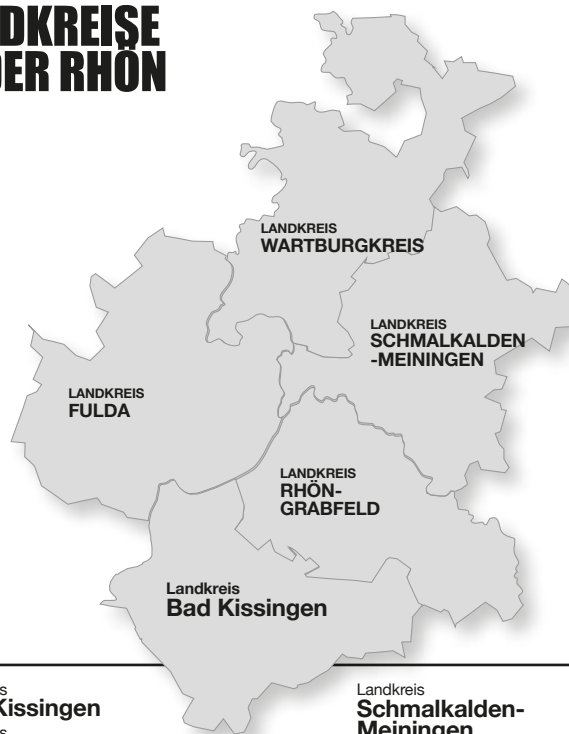 DKREISE
DER RHÖN
LANDKREIS
WARTBURGKREIS
LANDKREIS
SCHMALKALDEN
-MEININGEN
LANDKREIS
FULDA
LANDKREIS
RHÖN-
GRABFELD
Landkreis
Bad Kissingen
Kissingen
Landkreis
Schmalkalden-
Meiningen